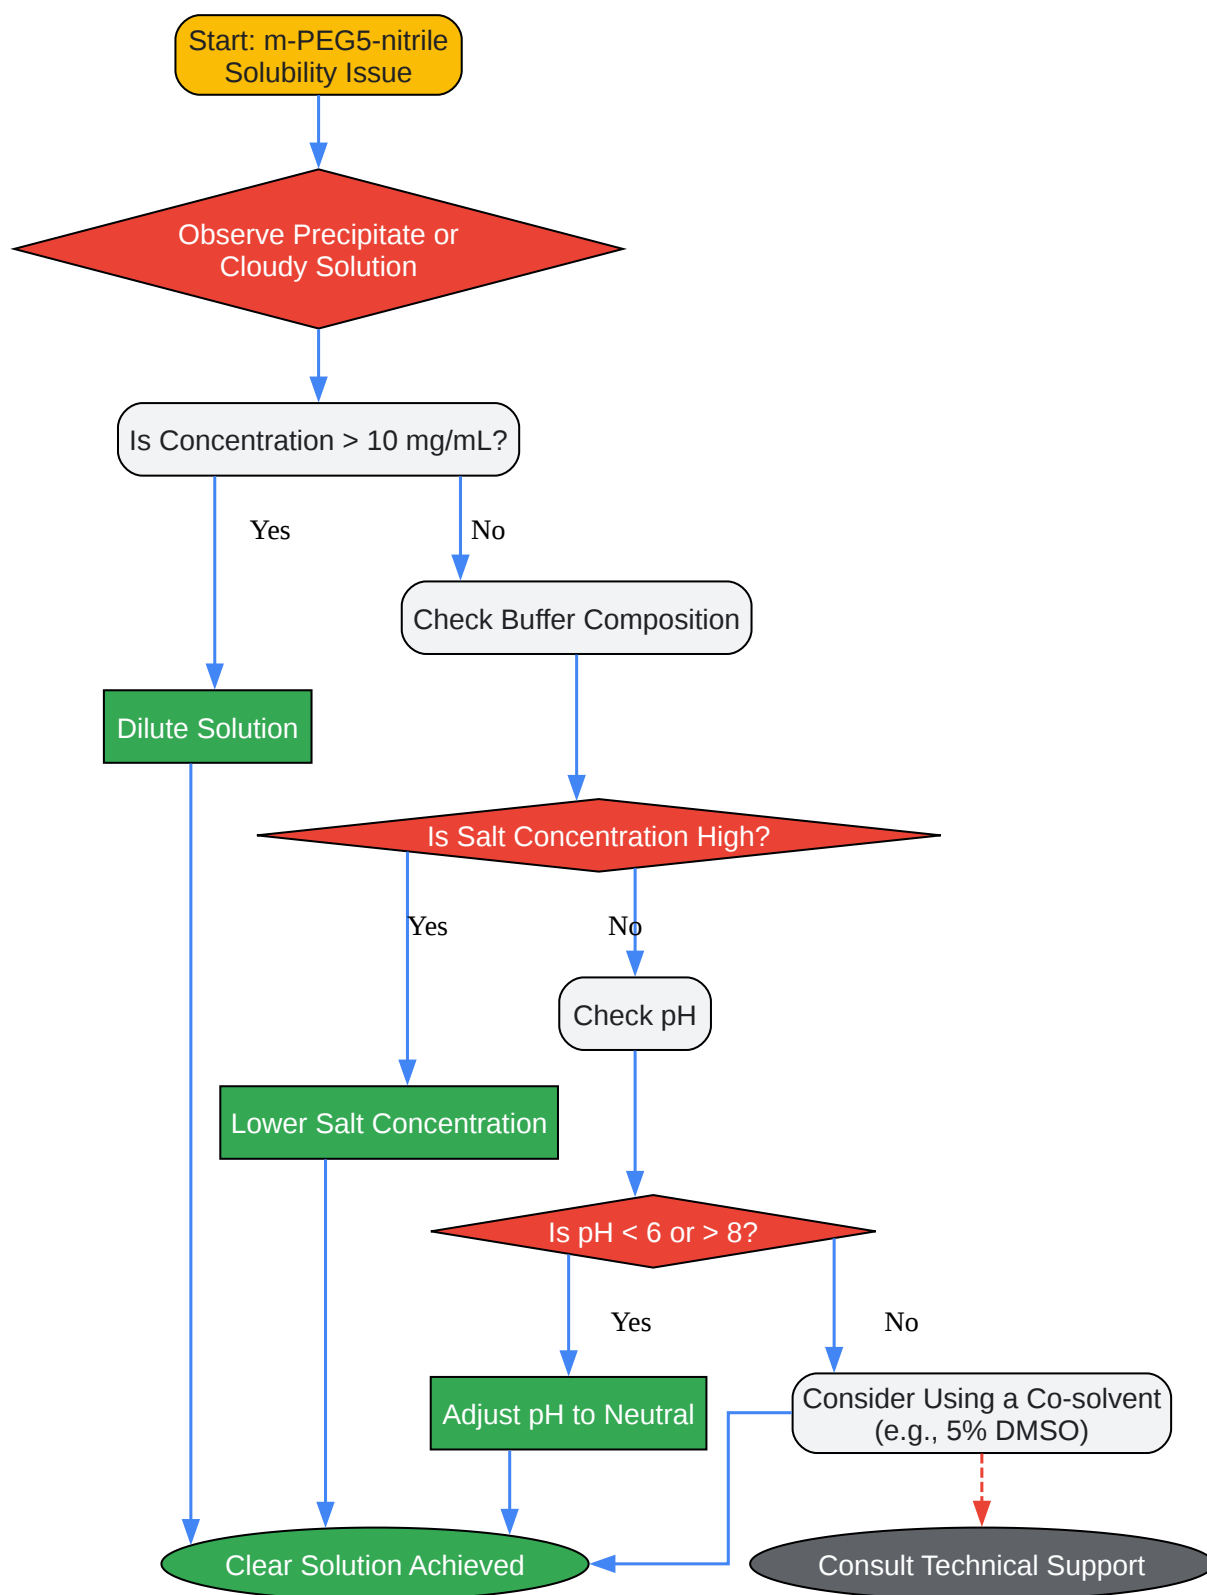 Start: m-PEG5-nitrile
Solubility Issue
Observe Precipitate or
Cloudy Solution
Is Concentration > 10 mg/mL?
Yes
No
Check Buffer Composition
Dilute Solution
Is Salt Concentration High?
Yes
No
Check pH
Lower Salt Concentration
Is pH < 6 or > 8?
Yes
No
Consider Using a Co-solvent
(e.g., 5% DMSO)
Adjust pH to Neutral
Clear Solution Achieved
Consult Technical Support